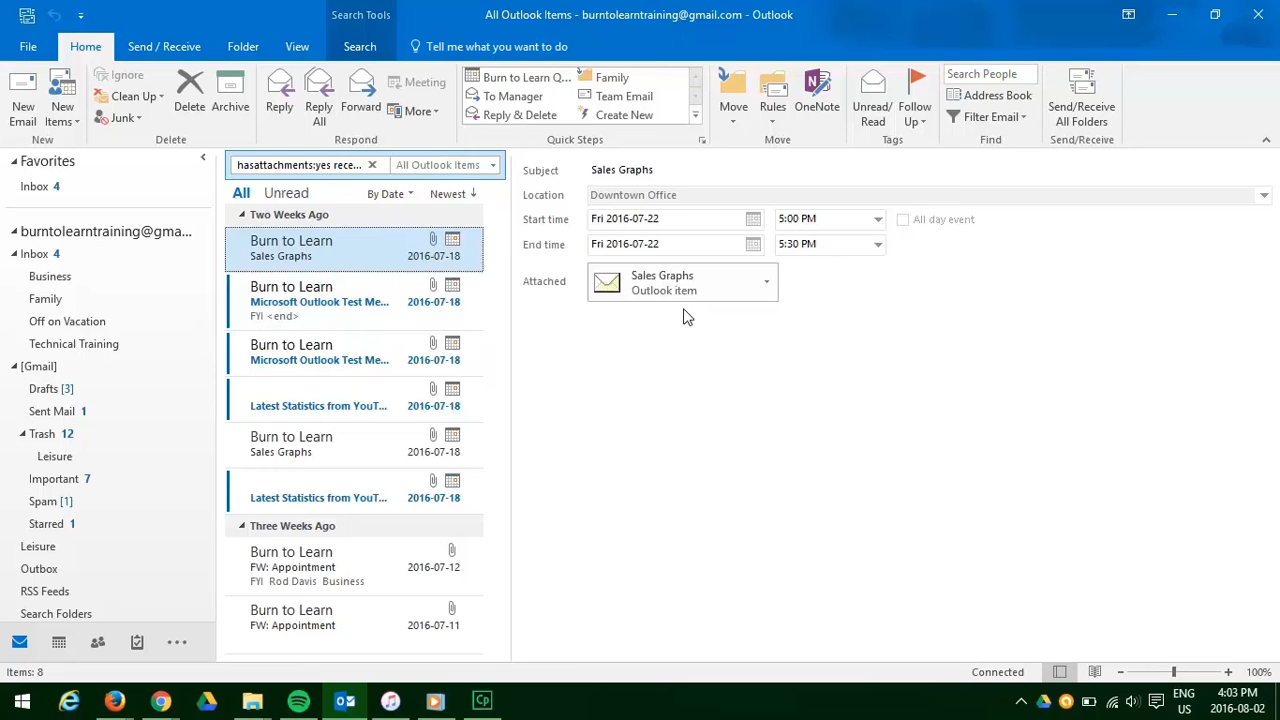 Search Tools
All Outlook Items - burntolearntraining@gmail.com - Outlook
File Home Send / Receive Folder View Search Tell me what you want to do
New Email
New Items
Ignore
Clean Up
Junk
Delete
Archive
Reply
Reply All
Forward
Meeting
More
Burn to Learn Q...
To Manager
Reply & Delete
Family
Team Email
Create New
Move
Rules
OneNote
Unread/ Read
Follow Up
Search People
Address Book
Filter Email
Send/Receive All Folders
New Delete Respond Quick Steps Move Tags Find Send/Receive
Favorites
Inbox 4
burntolearntraining@gma...
Inbox 4
Business
Family
Off on Vacation
Technical Training
[Gmail]
Drafts [3]
Sent Mail 1
Trash 12
Leisure
Important 7
Spam [1]
Starred 1
Leisure
Outbox
RSS Feeds
Search Folders
hasattachments:yes rece... All Outlook Items
All Unread By Date Newest
Two Weeks Ago
Burn to Learn
Sales Graphs 2016-07-18
Burn to Learn
Microsoft Outlook Test Me... 2016-07-18
FYI <end>
Burn to Learn
Microsoft Outlook Test Me... 2016-07-18
Latest Statistics from YouT... 2016-07-18
Burn to Learn
Sales Graphs 2016-07-18
Latest Statistics from YouT... 2016-07-18
Three Weeks Ago
Burn to Learn
FW: Appointment 2016-07-12
FYI Rod Davis Business
Burn to Learn
FW: Appointment 2016-07-11
Subject Sales Graphs
Location Downtown Office
Start time Fri 2016-07-22 5:00 PM All day event
End time Fri 2016-07-22 5:30 PM
Attached Sales Graphs
Outlook item
Items: 8 Connected 100%
ENG 4:03 PM
US 2016-08-02